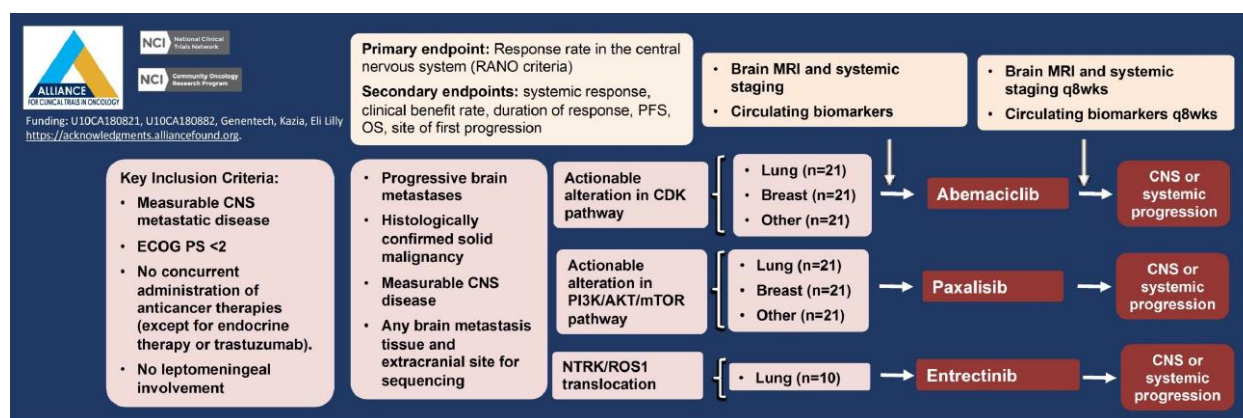 ALLIANCE
FOR CLINICAL TRIALS IN ONCOLOGY
NCI National Clinical
Trials Network
NCI Community Oncology
Research Program
Funding: U10CA180821, U10CA180882, Genentech, Kazia, Eli Lilly
https://acknowledgments.alliancefound.org.
Primary endpoint: Response rate in the central
nervous system (RANO criteria)
Secondary endpoints: systemic response,
clinical benefit rate, duration of response, PFS,
OS, site of first progression
• Brain MRI and systemic
staging
• Circulating biomarkers
• Brain MRI and systemic
staging q8wks
• Circulating biomarkers q8wks
Key Inclusion Criteria:
• Measurable CNS
metastatic disease
• ECOG PS <2
• No concurrent
administration of
anticancer therapies
(except for endocrine
therapy or trastuzumab).
• No leptomeningeal
involvement
• Progressive brain
metastases
• Histologically
confirmed solid
malignancy
• Measurable CNS
disease
• Any brain metastasis
tissue and
extracranial site for
sequencing
Actionable
alteration in CDK
pathway
• Lung (n=21)
• Breast (n=21)
• Other (n=21)
Abemaciclib
CNS or
systemic
progression
Actionable
alteration in
PI3K/AKT/mTOR
pathway
• Lung (n=21)
• Breast (n=21)
• Other (n=21)
Paxalisib
CNS or
systemic
progression
NTRK/ROS1
translocation
• Lung (n=10)
Entrectinib
CNS or
systemic
progression